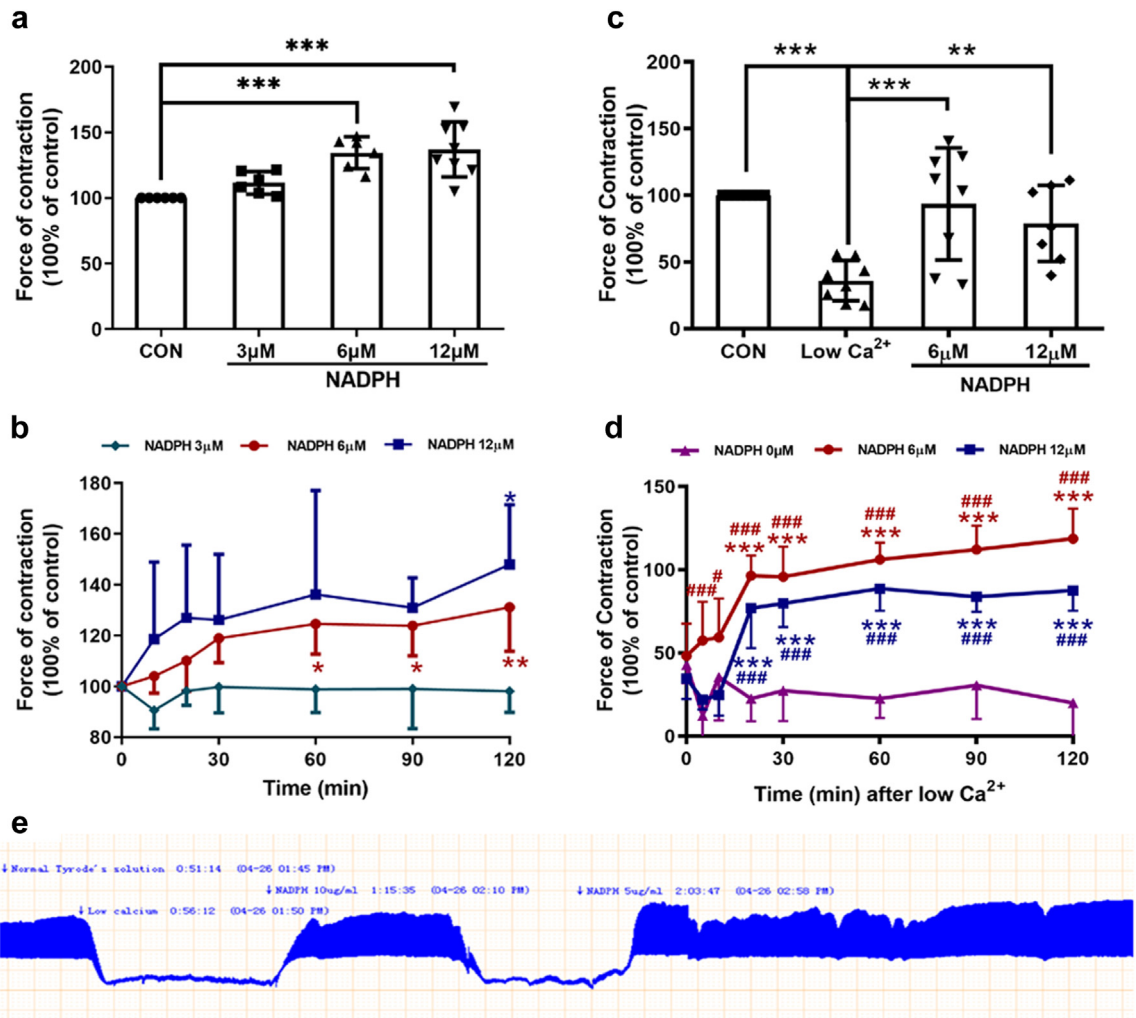 a
***
***
200
150
100
50
0
Force of contraction
(100% of control)
CON
3µM
6µM
12µM
NADPH
c
***
**
***
200
150
100
50
0
Force of Contraction
(100% of control)
CON
Low Ca²⁺
6µM
12µM
NADPH
b
NADPH 3µM
NADPH 6µM
NADPH 12µM
180
160
140
120
100
80
Force of contraction
(100% of control)
*
*
*
**
0
30
60
90
120
Time (min)
d
NADPH 0µM
NADPH 6µM
NADPH 12µM
150
100
50
0
Force of Contraction
(100% of control)
###
#
###
***
###
***
###
***
###
***
###
***
***
###
***
###
***
###
***
###
***
###
0
30
60
90
120
Time (min) after low Ca²⁺
e
↓Normal Tyrode's solution 0:51:14 (04-26 01:45 PM)
↓NADPH 10ug/ml 1:15:35 (04-26 02:10 PM)
↓NADPH 5ug/ml 2:03:47 (04-26 02:58 PM)
↓Low calcium 0:56:12 (04-26 01:50 PM)